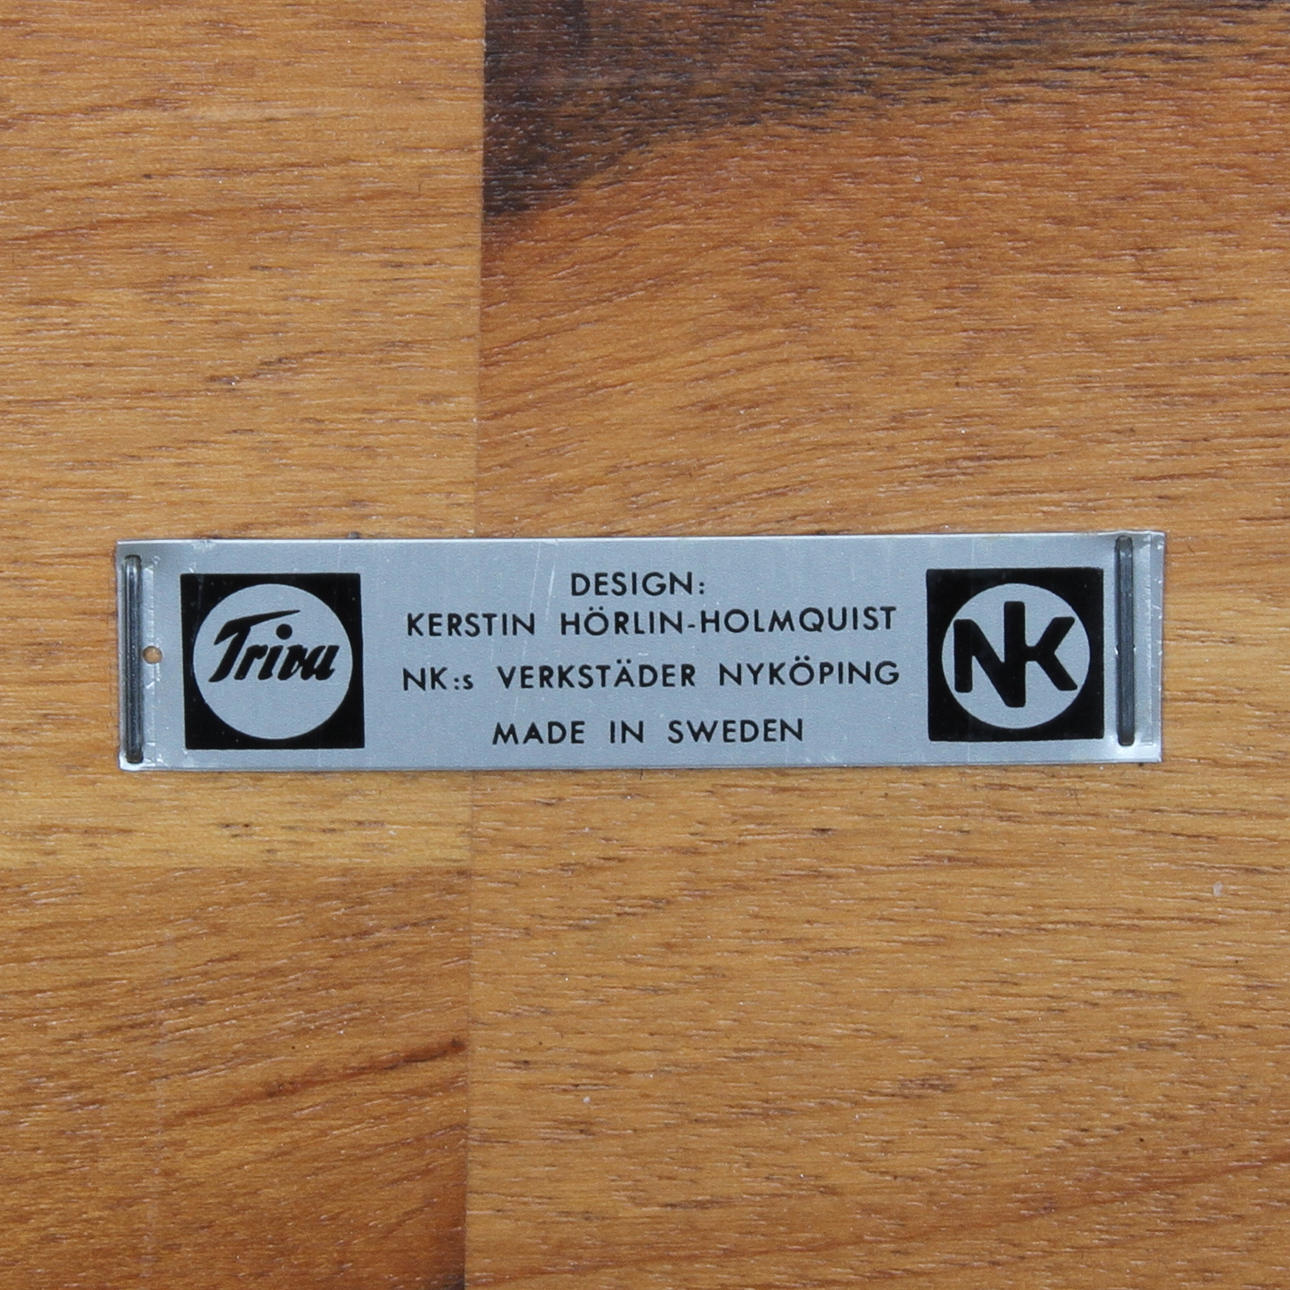 Triva
DESIGN:
KERSTIN HÖRLIN-HOLMQUIST
NK:s VERKSTÄDER NYKÖPING
MADE IN SWEDEN
NK